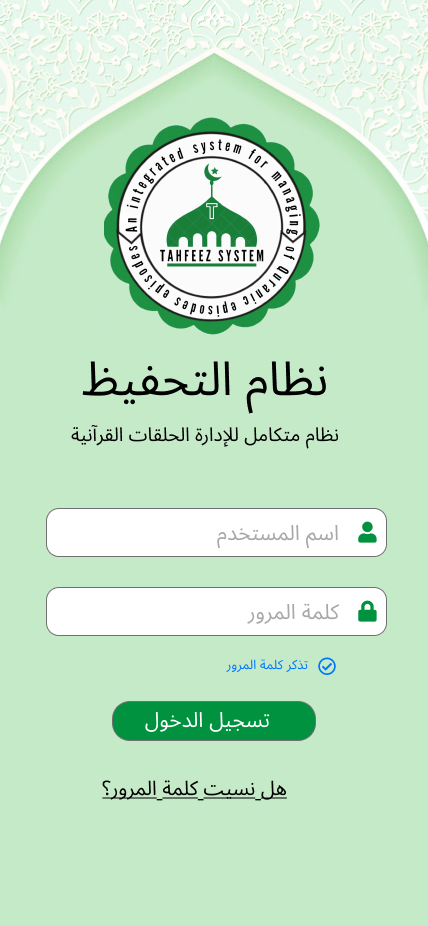 An integrated system for managing of Quranic episodes episodes
T
TAHFEEZ SYSTEM
نظام التحفيظ
نظام متكامل للإدارة الحلقات القرآنية
اسم المستخدم
كلمة المرور
تذكر كلمة المرور
تسجيل الدخول
هل نسيت كلمة المرور؟